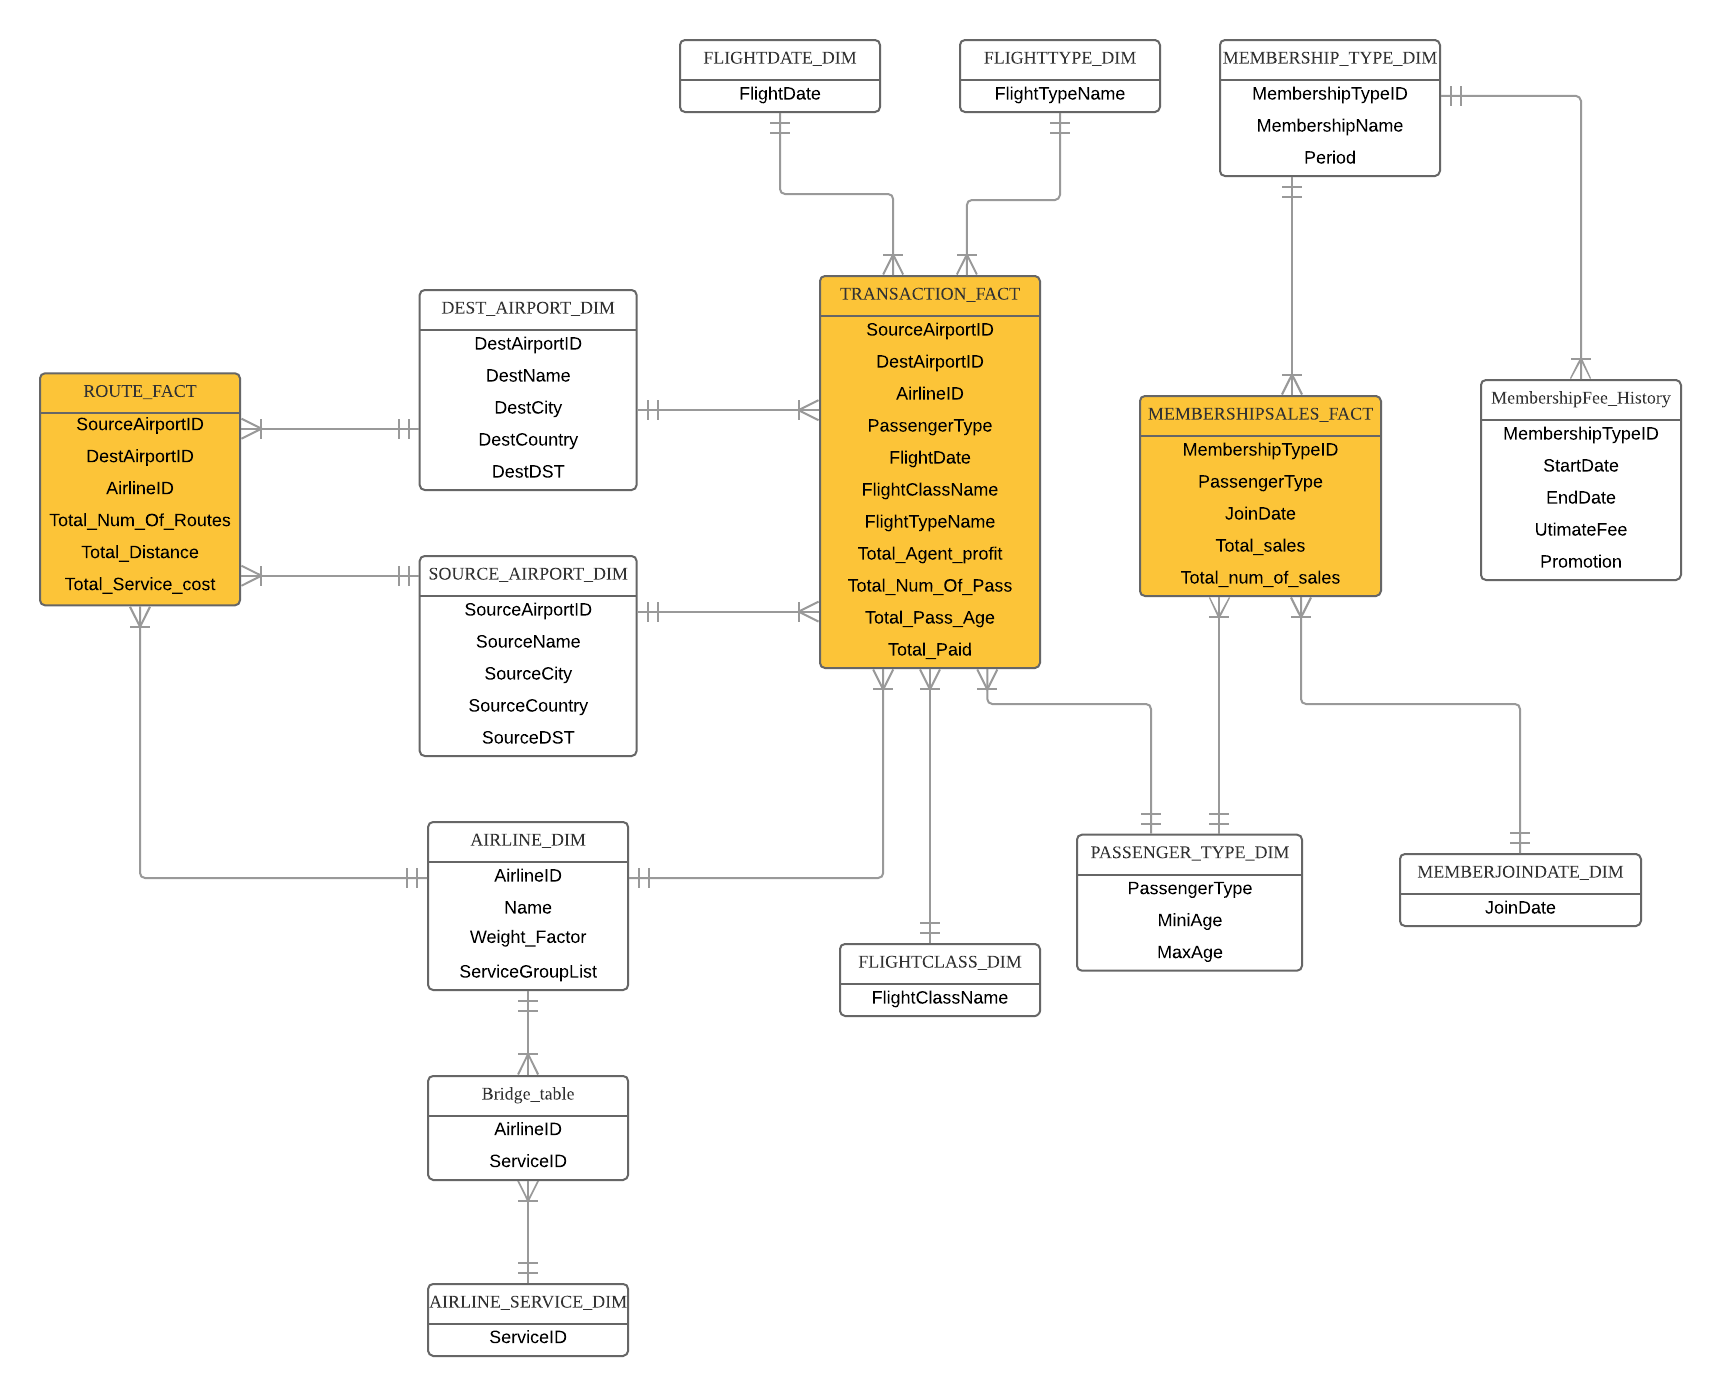 FLIGHTDATE_DIM
FlightDate
FLIGHTTYPE_DIM
FlightTypeName
MEMBERSHIP_TYPE_DIM
MembershipTypeID
MembershipName
Period
DEST_AIRPORT_DIM
DestAirportID
DestName
DestCity
DestCountry
DestDST
TRANSACTION_FACT
SourceAirportID
DestAirportID
AirlineID
PassengerType
FlightDate
FlightClassName
FlightTypeName
Total_Agent_profit
Total_Num_Of_Pass
Total_Pass_Age
Total_Paid
ROUTE_FACT
SourceAirportID
DestAirportID
AirlineID
Total_Num_Of_Routes
Total_Distance
Total_Service_cost
MEMBERSHIPSALES_FACT
MembershipTypeID
PassengerType
JoinDate
Total_sales
Total_num_of_sales
MembershipFee_History
MembershipTypeID
StartDate
EndDate
UtimateFee
Promotion
SOURCE_AIRPORT_DIM
SourceAirportID
SourceName
SourceCity
SourceCountry
SourceDST
AIRLINE_DIM
AirlineID
Name
Weight_Factor
ServiceGroupList
PASSENGER_TYPE_DIM
PassengerType
MiniAge
MaxAge
MEMBERJOINDATE_DIM
JoinDate
FLIGHTCLASS_DIM
FlightClassName
Bridge_table
AirlineID
ServiceID
AIRLINE_SERVICE_DIM
ServiceID